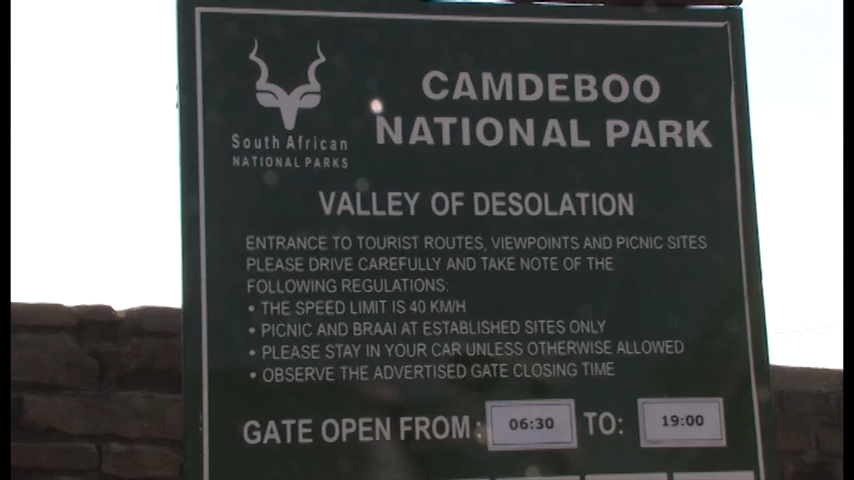 South African
NATIONAL PARKS
CAMDEBOO
NATIONAL PARK
VALLEY OF DESOLATION
ENTRANCE TO TOURIST ROUTES, VIEWPOINTS AND PICNIC SITES
PLEASE DRIVE CAREFULLY AND TAKE NOTE OF THE
FOLLOWING REGULATIONS:
• THE SPEED LIMIT IS 40 KM/H
• PICNIC AND BRAAI AT ESTABLISHED SITES ONLY
• PLEASE STAY IN YOUR CAR UNLESS OTHERWISE ALLOWED
• OBSERVE THE ADVERTISED GATE CLOSING TIME
GATE OPEN FROM: 06:30 TO: 19:00